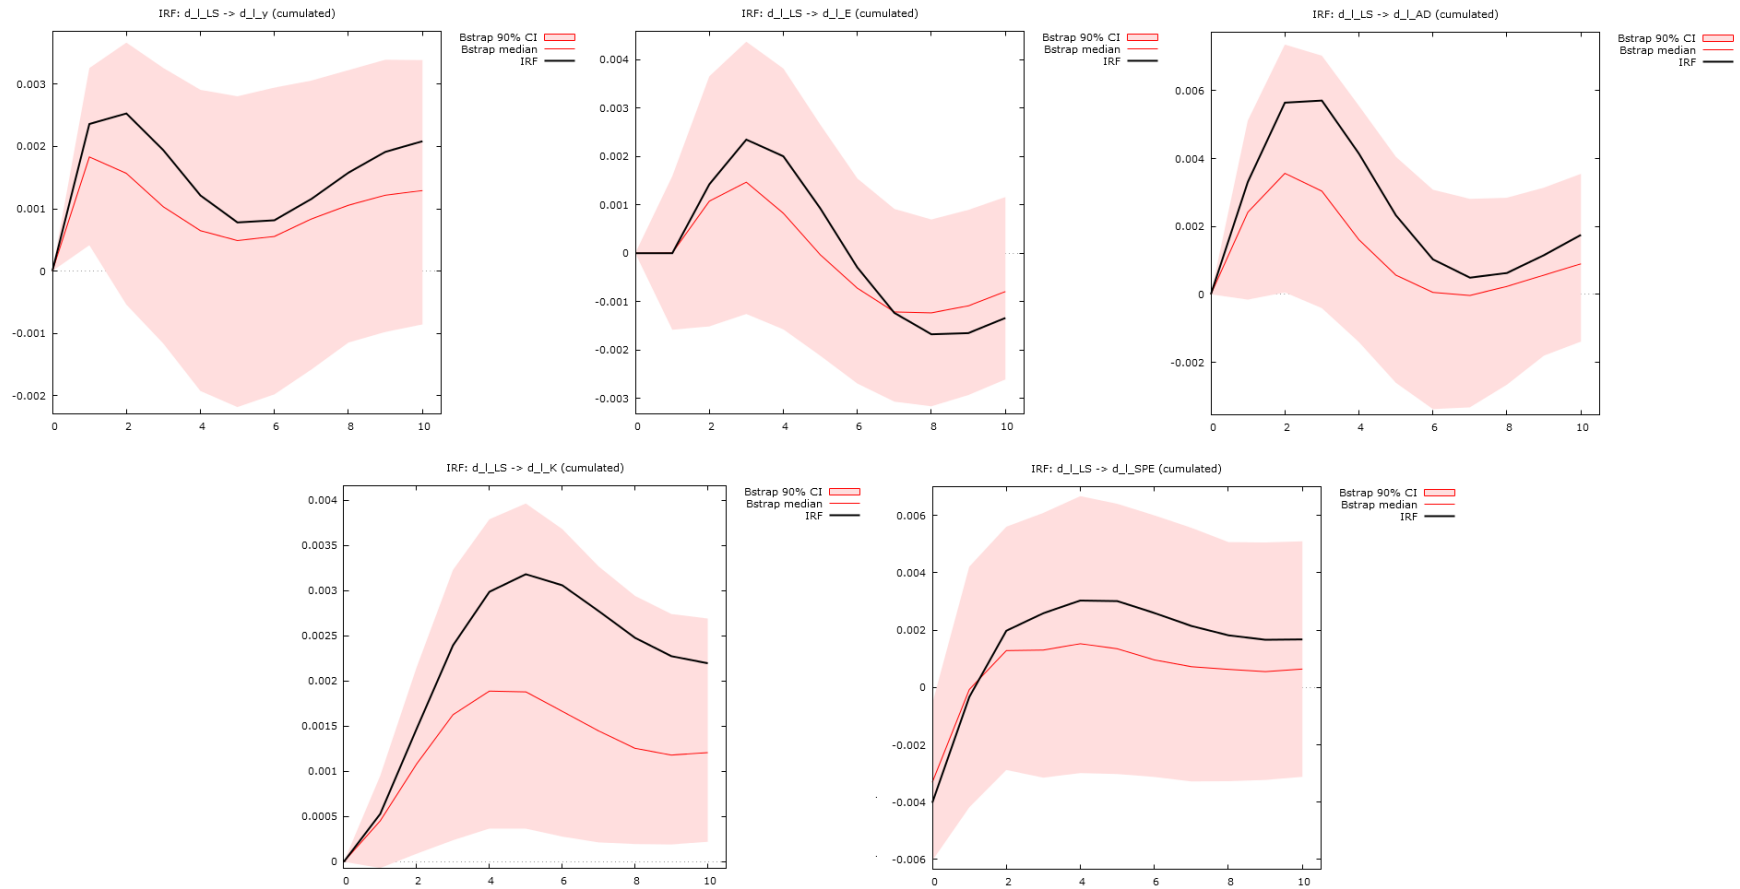 IRF: d_l_LS -> d_l_y (cumulated)
Bstrap 90% CI
Bstrap median
IRF
0.003
0.002
0.001
0
-0.001
-0.002
0 2 4 6 8 10
IRF: d_l_LS -> d_l_E (cumulated)
Bstrap 90% CI
Bstrap median
IRF
0.004
0.003
0.002
0.001
0
-0.001
-0.002
-0.003
0 2 4 6 8 10
IRF: d_l_LS -> d_l_AD (cumulated)
Bstrap 90% CI
Bstrap median
IRF
0.006
0.004
0.002
0
-0.002
0 2 4 6 8 10
IRF: d_l_LS -> d_l_K (cumulated)
Bstrap 90% CI
Bstrap median
IRF
0.004
0.0035
0.003
0.0025
0.002
0.0015
0.001
0.0005
0
0 2 4 6 8 10
IRF: d_l_LS -> d_l_SPE (cumulated)
Bstrap 90% CI
Bstrap median
IRF
0.006
0.004
0.002
0
-0.002
-0.004
-0.006
0 2 4 6 8 10